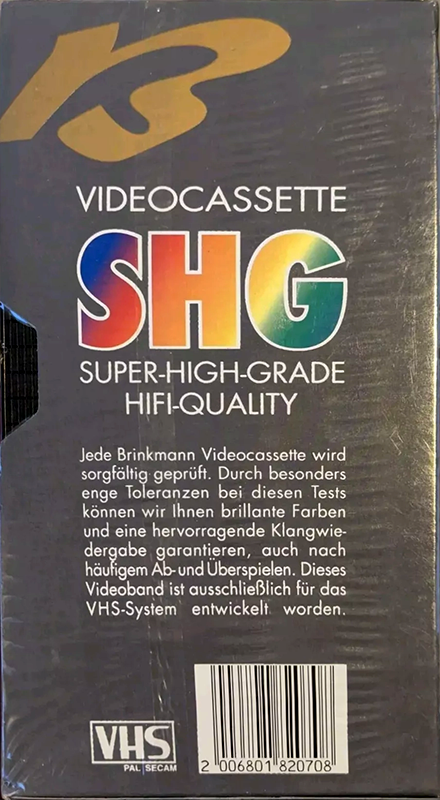 B
VIDEOCASSETTE
SHG
SUPER-HIGH-GRADE
HIFI-QUALITY
Jede Brinkmann Videocassette wird
sorgfältig geprüft. Durch besonders
enge Toleranzen bei diesen Tests
können wir Ihnen brillante Farben
und eine hervorragende Klangwie-
dergabe garantieren, auch nach
häufigem Ab- und Überspielen. Dieses
Videoband ist ausschließlich für das
VHS-System entwickelt worden.
VHS
PAL SECAM
2 006801 820708